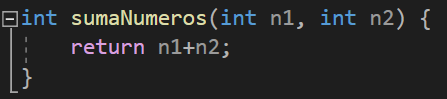 int sumaNumeros(int n1, int n2) {
    return n1+n2;
}